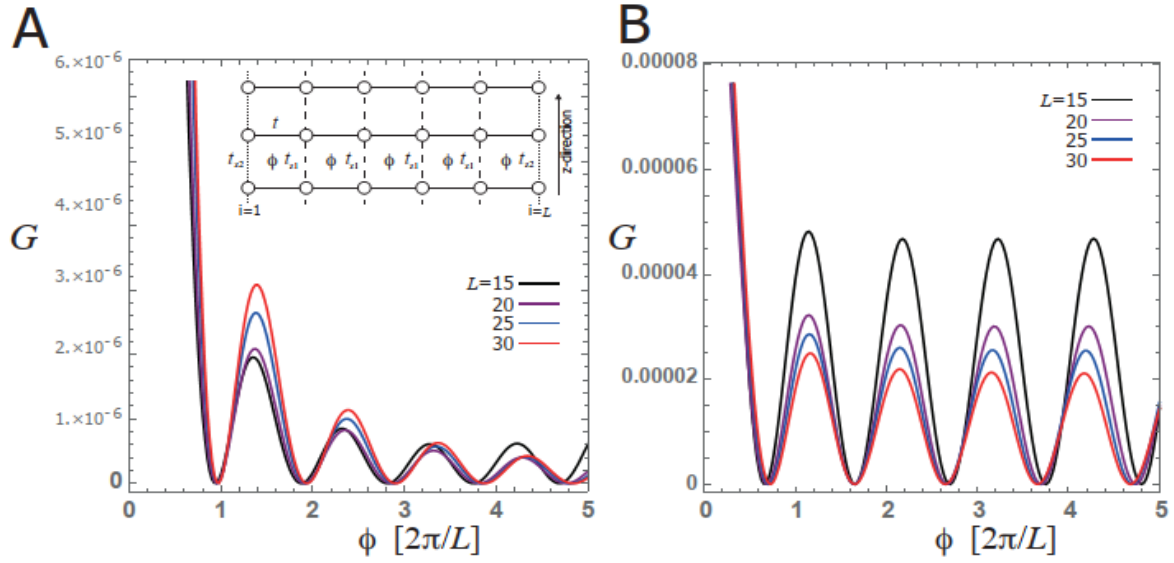 A
6.×10⁻⁶
5.×10⁻⁶
4.×10⁻⁶
3.×10⁻⁶
2.×10⁻⁶
1.×10⁻⁶
0
G
t
t_z2 ϕ t_z1 ϕ t_z1 ϕ t_z1 ϕ t_z1 ϕ t_z2
i=1 i=L
z-direction
L=15
20
25
30
0 1 2 3 4 5
ϕ [2π/L]
B
0.00008
0.00006
0.00004
0.00002
0
G
L=15
20
25
30
0 1 2 3 4 5
ϕ [2π/L]